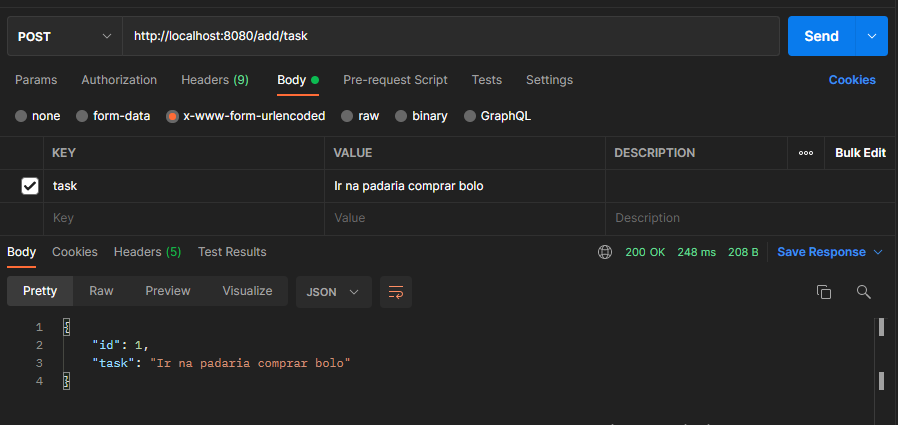 POST http://localhost:8080/add/task Send
Params Authorization Headers (9) Body Pre-request Script Tests Settings Cookies
none form-data x-www-form-urlencoded raw binary GraphQL
KEY VALUE DESCRIPTION ooo Bulk Edit
task Ir na padaria comprar bolo
Key Value Description
Body Cookies Headers (5) Test Results 200 OK 248 ms 208 B Save Response
Pretty Raw Preview Visualize JSON
1 {
2 "id": 1,
3 "task": "Ir na padaria comprar bolo"
4 }